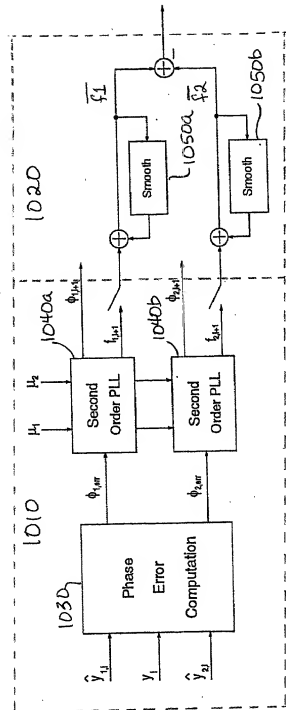 1010
1020
1030
Phase
Error
Computation
ŷ1,i
yi
ŷ2,i
ϕ1,err
ϕ2,err
μ1
μ2
1040a
Second
Order PLL
1040b
Second
Order PLL
ϕ1,i+1
f1,i+1
ϕ2,i+1
f2,i+1
f̅1̅
Smooth
1050a
f̅2̅
Smooth
1050b
+
+
+
-